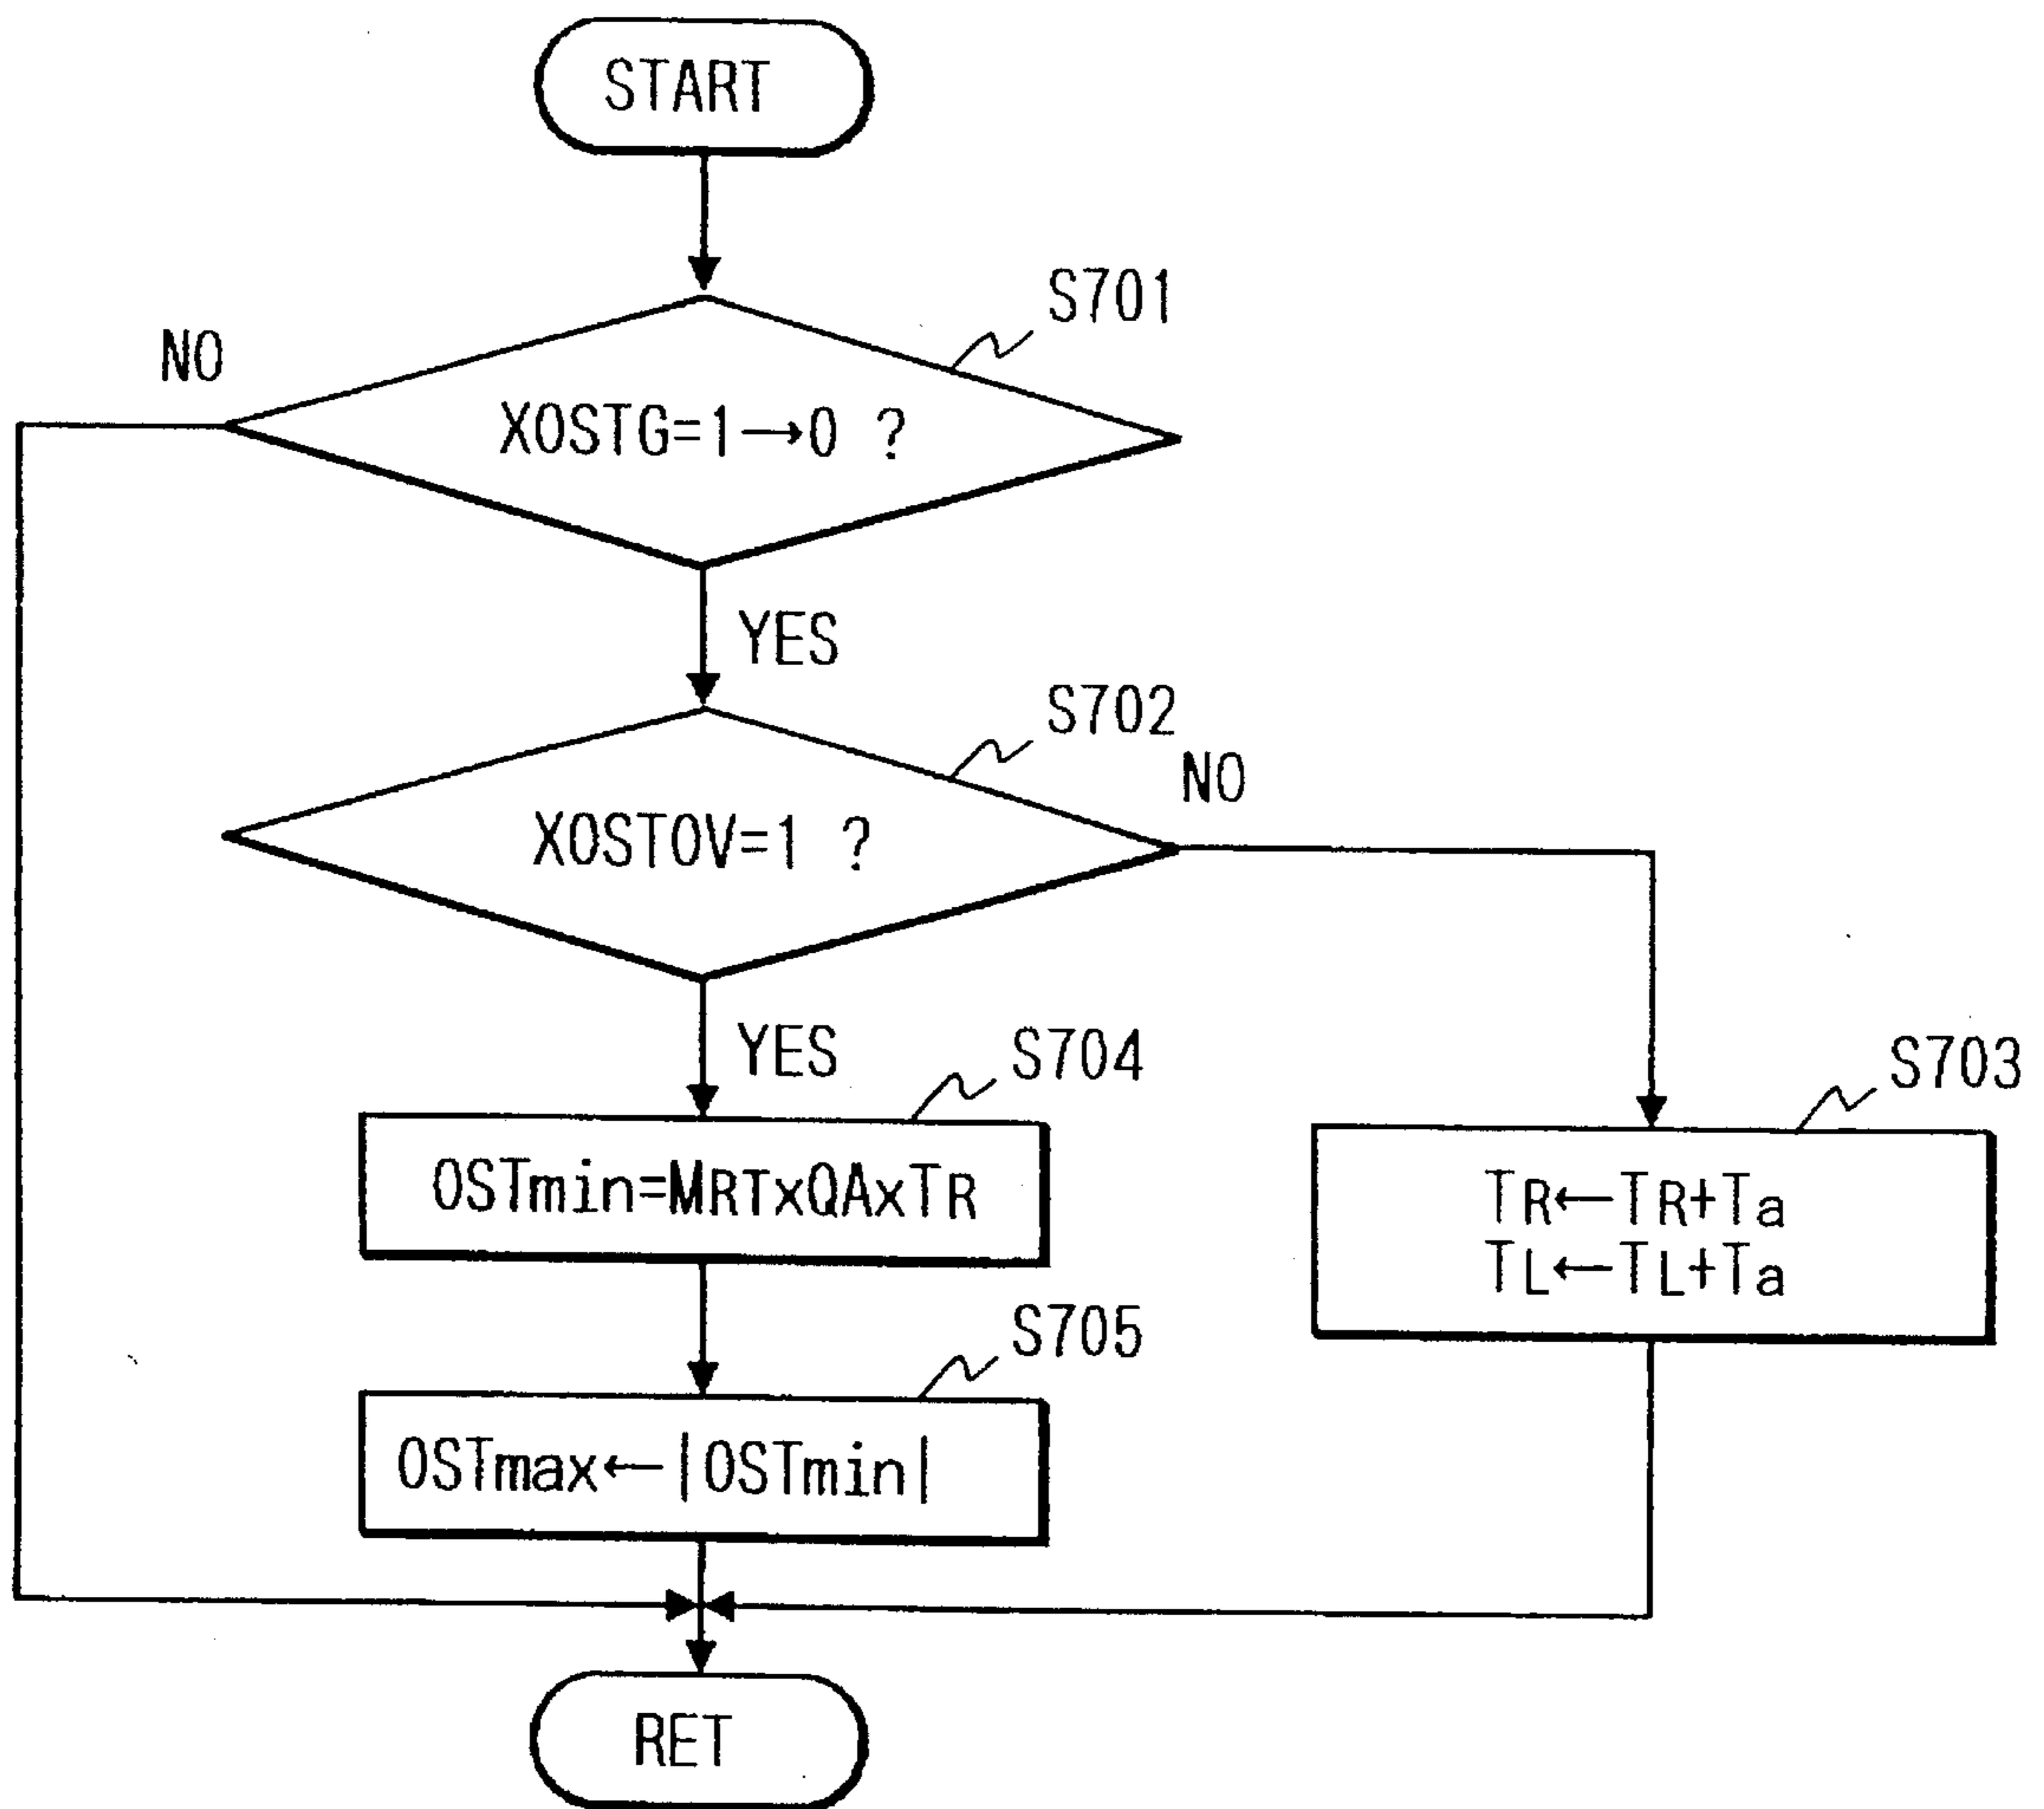 START
S701
NO
XOSTG=1→0 ?
YES
S702
NO
XOSTOV=1 ?
YES
S704
S703
OSTmin=MRTxQAxTR
TR←TR+Ta
TL←TL+Ta
S705
OSTmax←|OSTmin|
RET